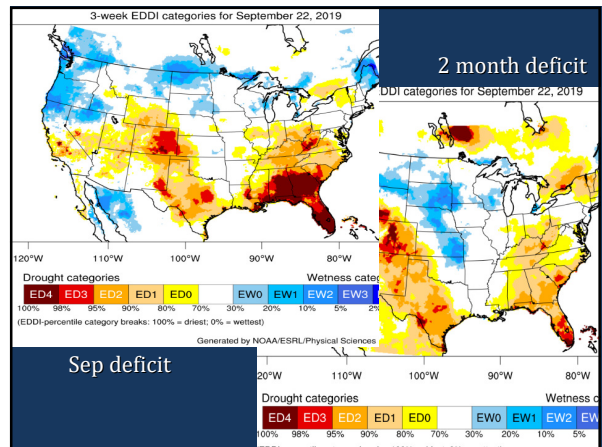 3-week EDDI categories for September 22, 2019
2 month deficit
DDI categories for September 22, 2019
120°W 110°W 100°W 90°W 80°W
Drought categories
Wetness cate
ED4 ED3 ED2 ED1 ED0 EW0 EW1 EW2 EW3
100% 98% 95% 90% 80% 70% 30% 20% 10% 5% 2%
(EDDI-percentile category breaks: 100% = driest; 0% = wettest)
Generated by NOAA/ESRL/Physical Sciences
Sep deficit
20°W 110°W 100°W 90°W 80°W
Drought categories
Wetness c
ED4 ED3 ED2 ED1 ED0 EW0 EW1 EW2 EW
100% 98% 95% 90% 80% 70% 30% 20% 10% 5%